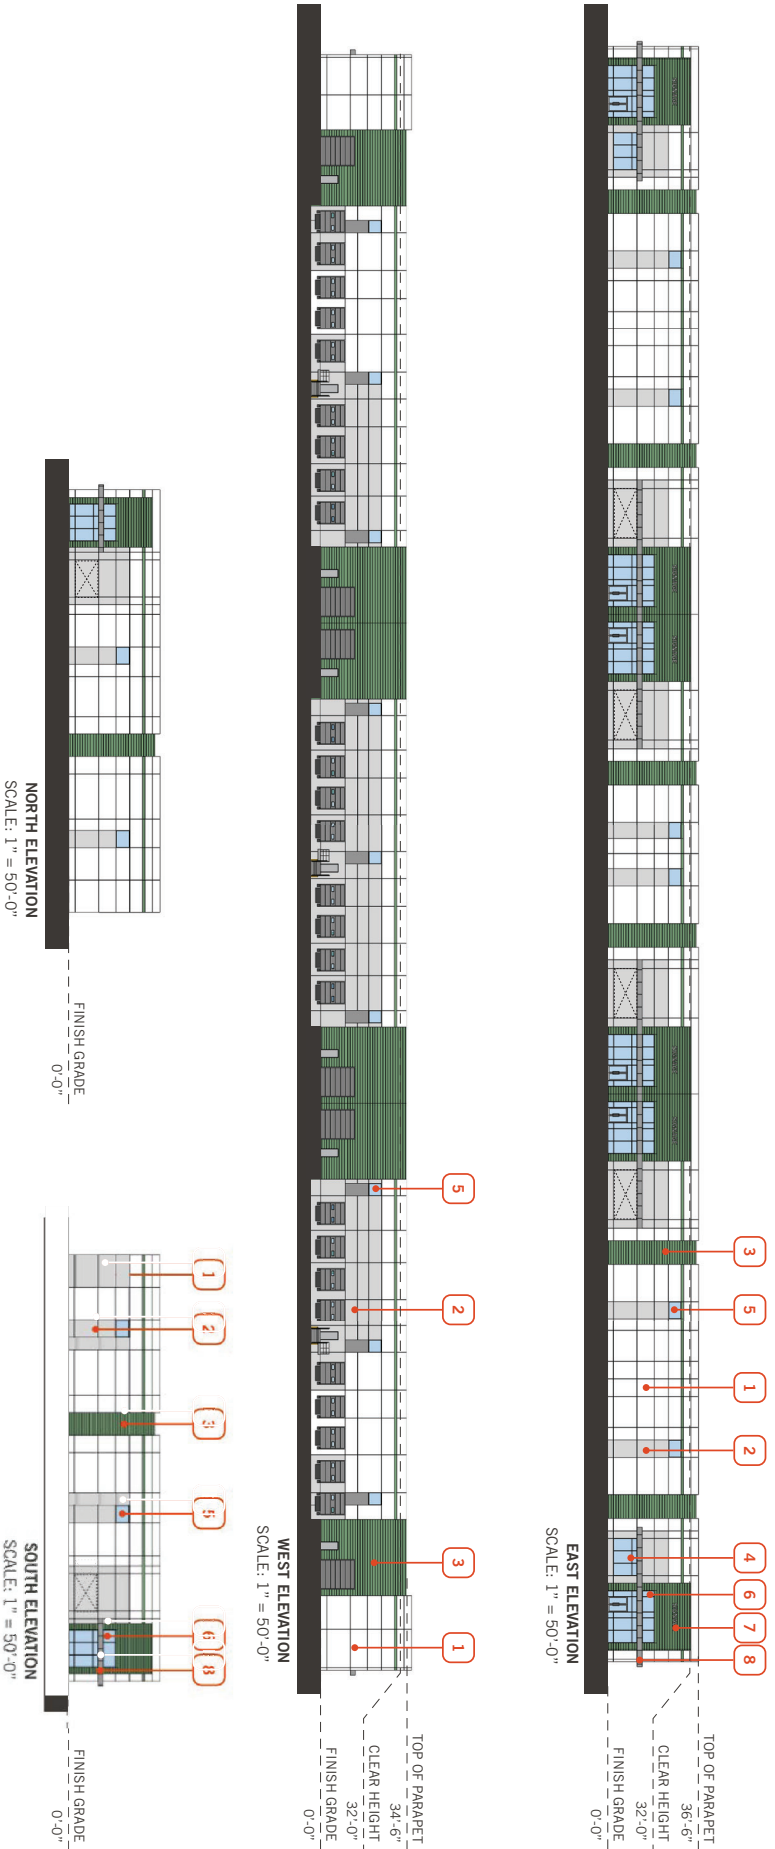 3
5
1
2
4
6
7
8
EAST ELEVATION
SCALE: 1" = 50'-0"
TOP OF PARAPET
36'-6"
CLEAR HEIGHT
32'-0"
FINISH GRADE
0'-0"
5
2
3
1
WEST ELEVATION
SCALE: 1" = 50'-0"
TOP OF PARAPET
34'-6"
CLEAR HEIGHT
32'-0"
FINISH GRADE
0'-0"
NORTH ELEVATION
SCALE: 1" = 50'-0"
FINISH GRADE
0'-0"
1
2
3
5
6
8
SOUTH ELEVATION
SCALE: 1" = 50'-0"
FINISH GRADE
0'-0"